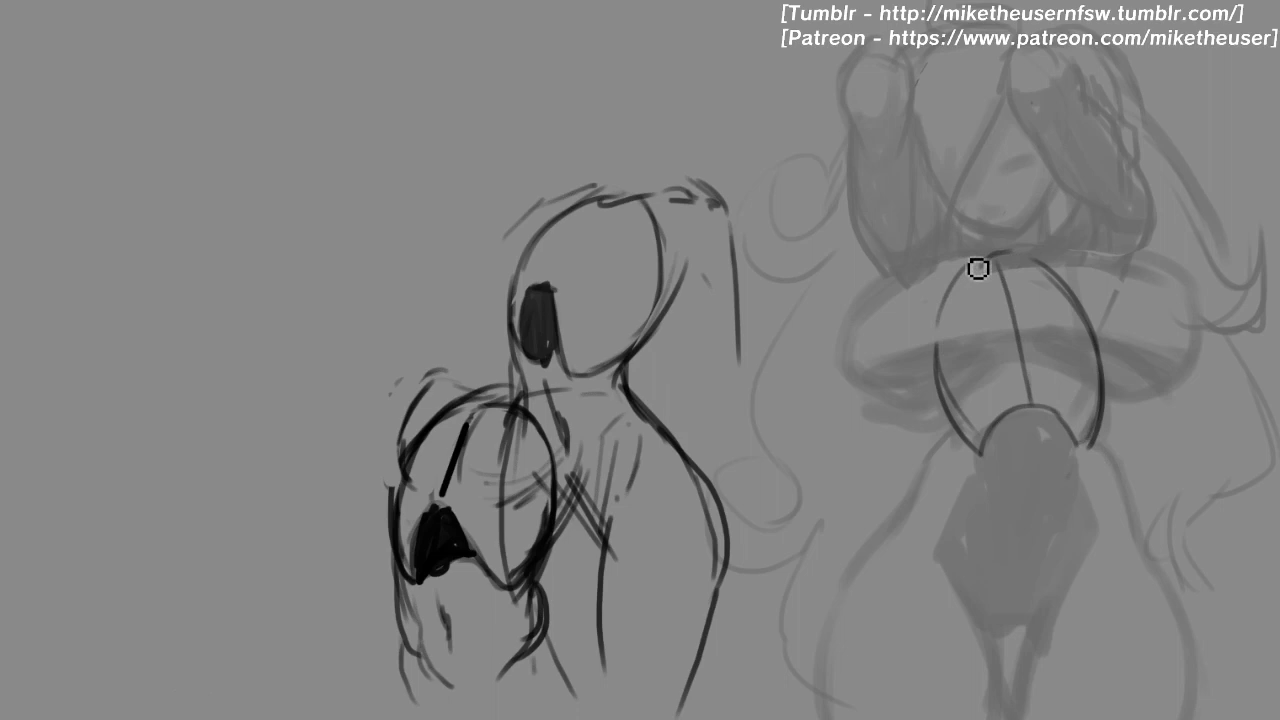 [Tumblr - http://miketheusernfsw.tumblr.com/]
[Patreon - https://www.patreon.com/miketheuser]